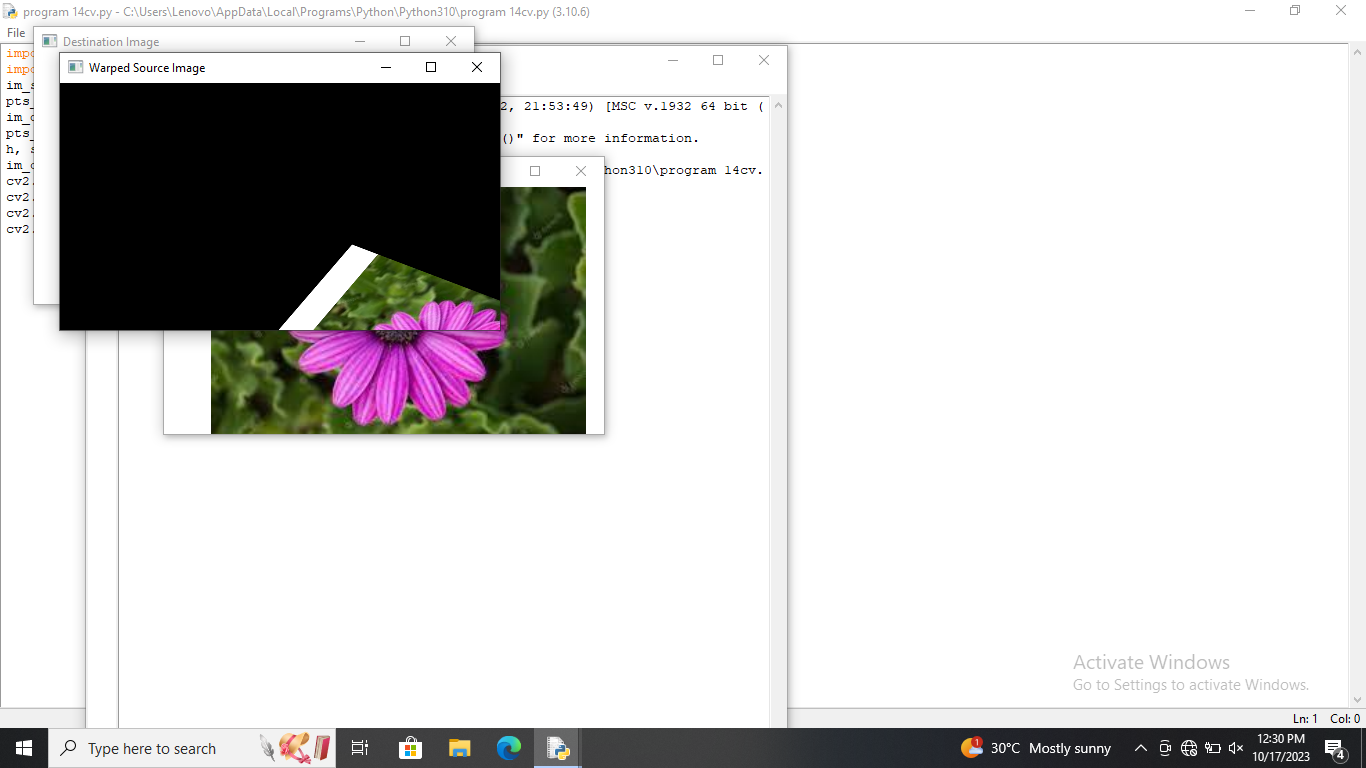 program 14cv.py - C:\Users\Lenovo\AppData\Local\Programs\Python\Python310\program 14cv.py (3.10.6)
File
Destination Image
Warped Source Image
impo
impo
im_s
pts_
im_c
pts_
h, s
im_c
cv2.
cv2.
cv2.
cv2.
2, 21:53:49) [MSC v.1932 64 bit (
()" for more information.
hon310\program 14cv.
Activate Windows
Go to Settings to activate Windows.
Ln: 1 Col: 0
Type here to search
1
30°C Mostly sunny
12:30 PM
10/17/2023
4